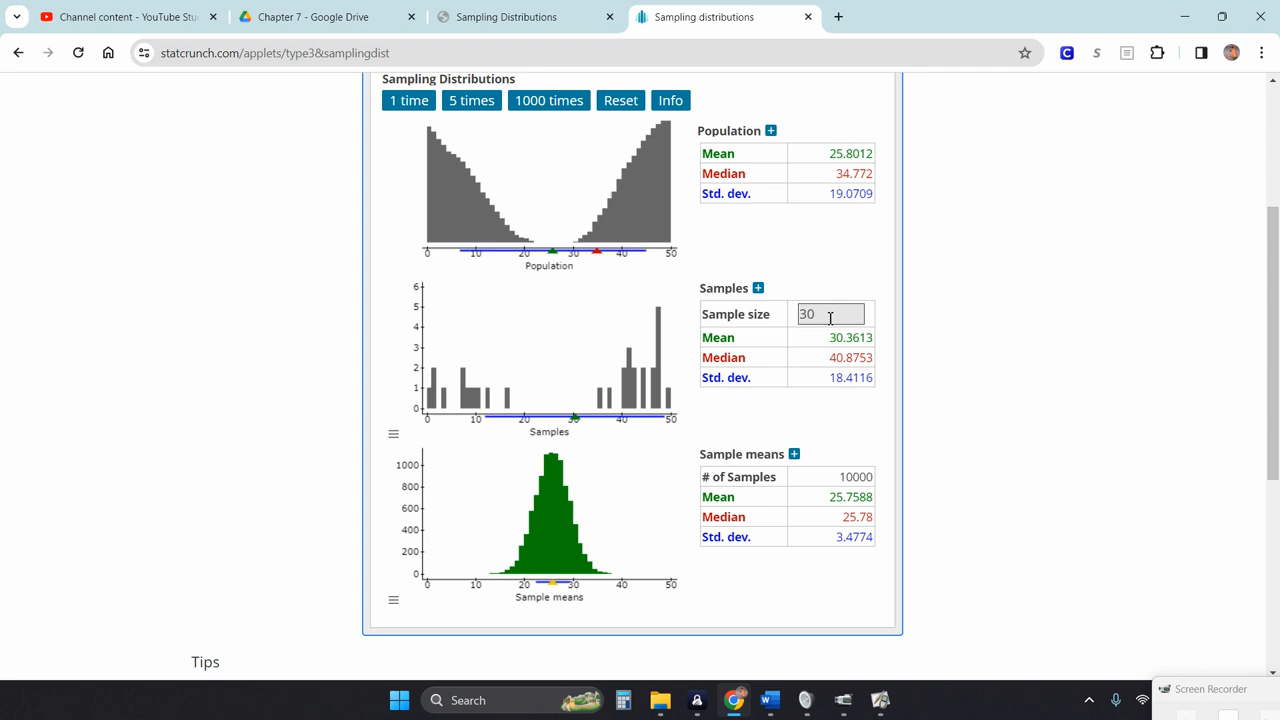 Channel content - YouTube Stu
Chapter 7 - Google Drive
Sampling Distributions
Sampling distributions
statcrunch.com/applets/type3&samplingdist
Sampling Distributions
1 time 5 times 1000 times Reset Info
Population
Mean 25.8012
Median 34.772
Std. dev. 19.0709
0 10 20 30 40 50
Population
Samples
Sample size 30
Mean 30.3613
Median 40.8753
Std. dev. 18.4116
6
5
4
3
2
1
0
0 10 20 30 40 50
Samples
Sample means
# of Samples 10000
Mean 25.7588
Median 25.78
Std. dev. 3.4774
1000
800
600
400
200
0
0 10 20 30 40 50
Sample means
Tips
Search
Screen Recorder